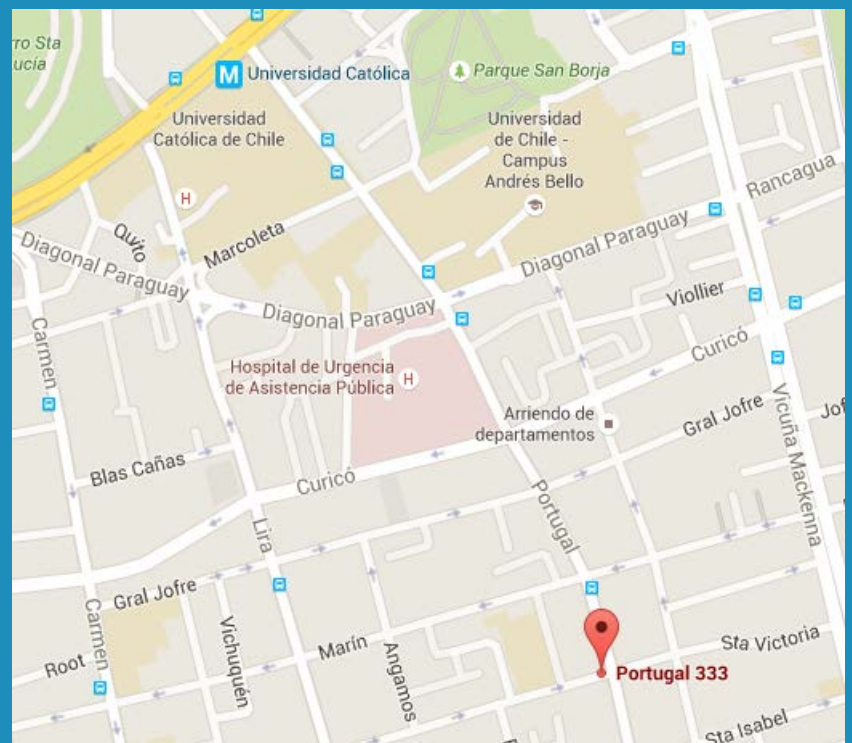 ro Sta
ucía
M
Universidad Católica
Parque San Borja
Universidad
Católica de Chile
Universidad
de Chile -
Campus
Andrés Bello
H
Rancagua
Quito
Marcoleta
Diagonal Paraguay
Diagonal Paraguay
Diagonal Paraguay
Viollier
Carmen
Curicó
Hospital de Urgencia
de Asistencia Pública
H
Vicuña Mackenna
Arriendo de
departamentos
Gral Jofre
Jof
Blas Cañas
Curicó
Portugal
Lira
Gral Jofre
Carmen
Vichuquén
Marín
Angamos
Root
Sta Victoria
Portugal 333
Sta Isabel